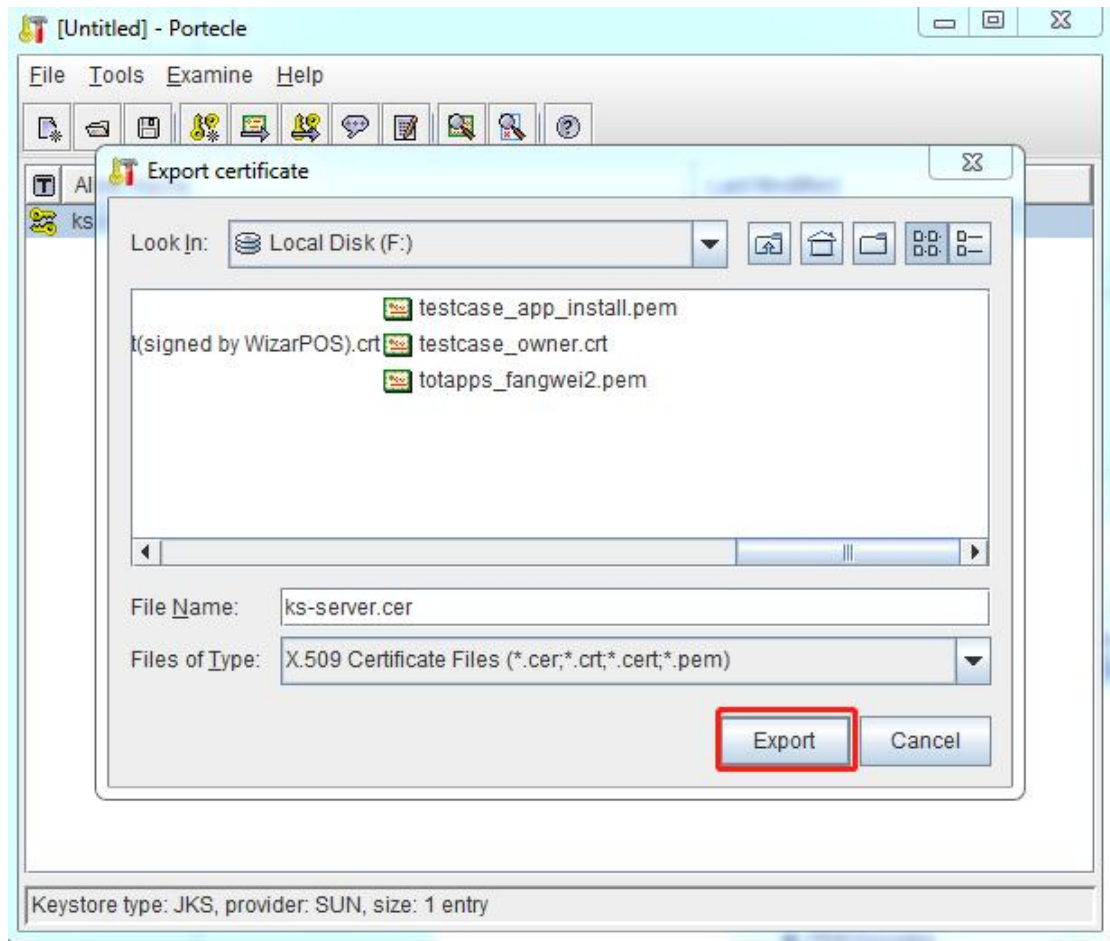 [Untitled] - Portecle
File Tools Examine Help
Export certificate
Al
ks
Look In: Local Disk (F:)
testcase_app_install.pem
t(signed by WizarPOS).crt testcase_owner.crt
totapps_fangwei2.pem
File Name: ks-server.cer
Files of Type: X.509 Certificate Files (*.cer;*.crt;*.cert;*.pem)
Export Cancel
Keystore type: JKS, provider: SUN, size: 1 entry